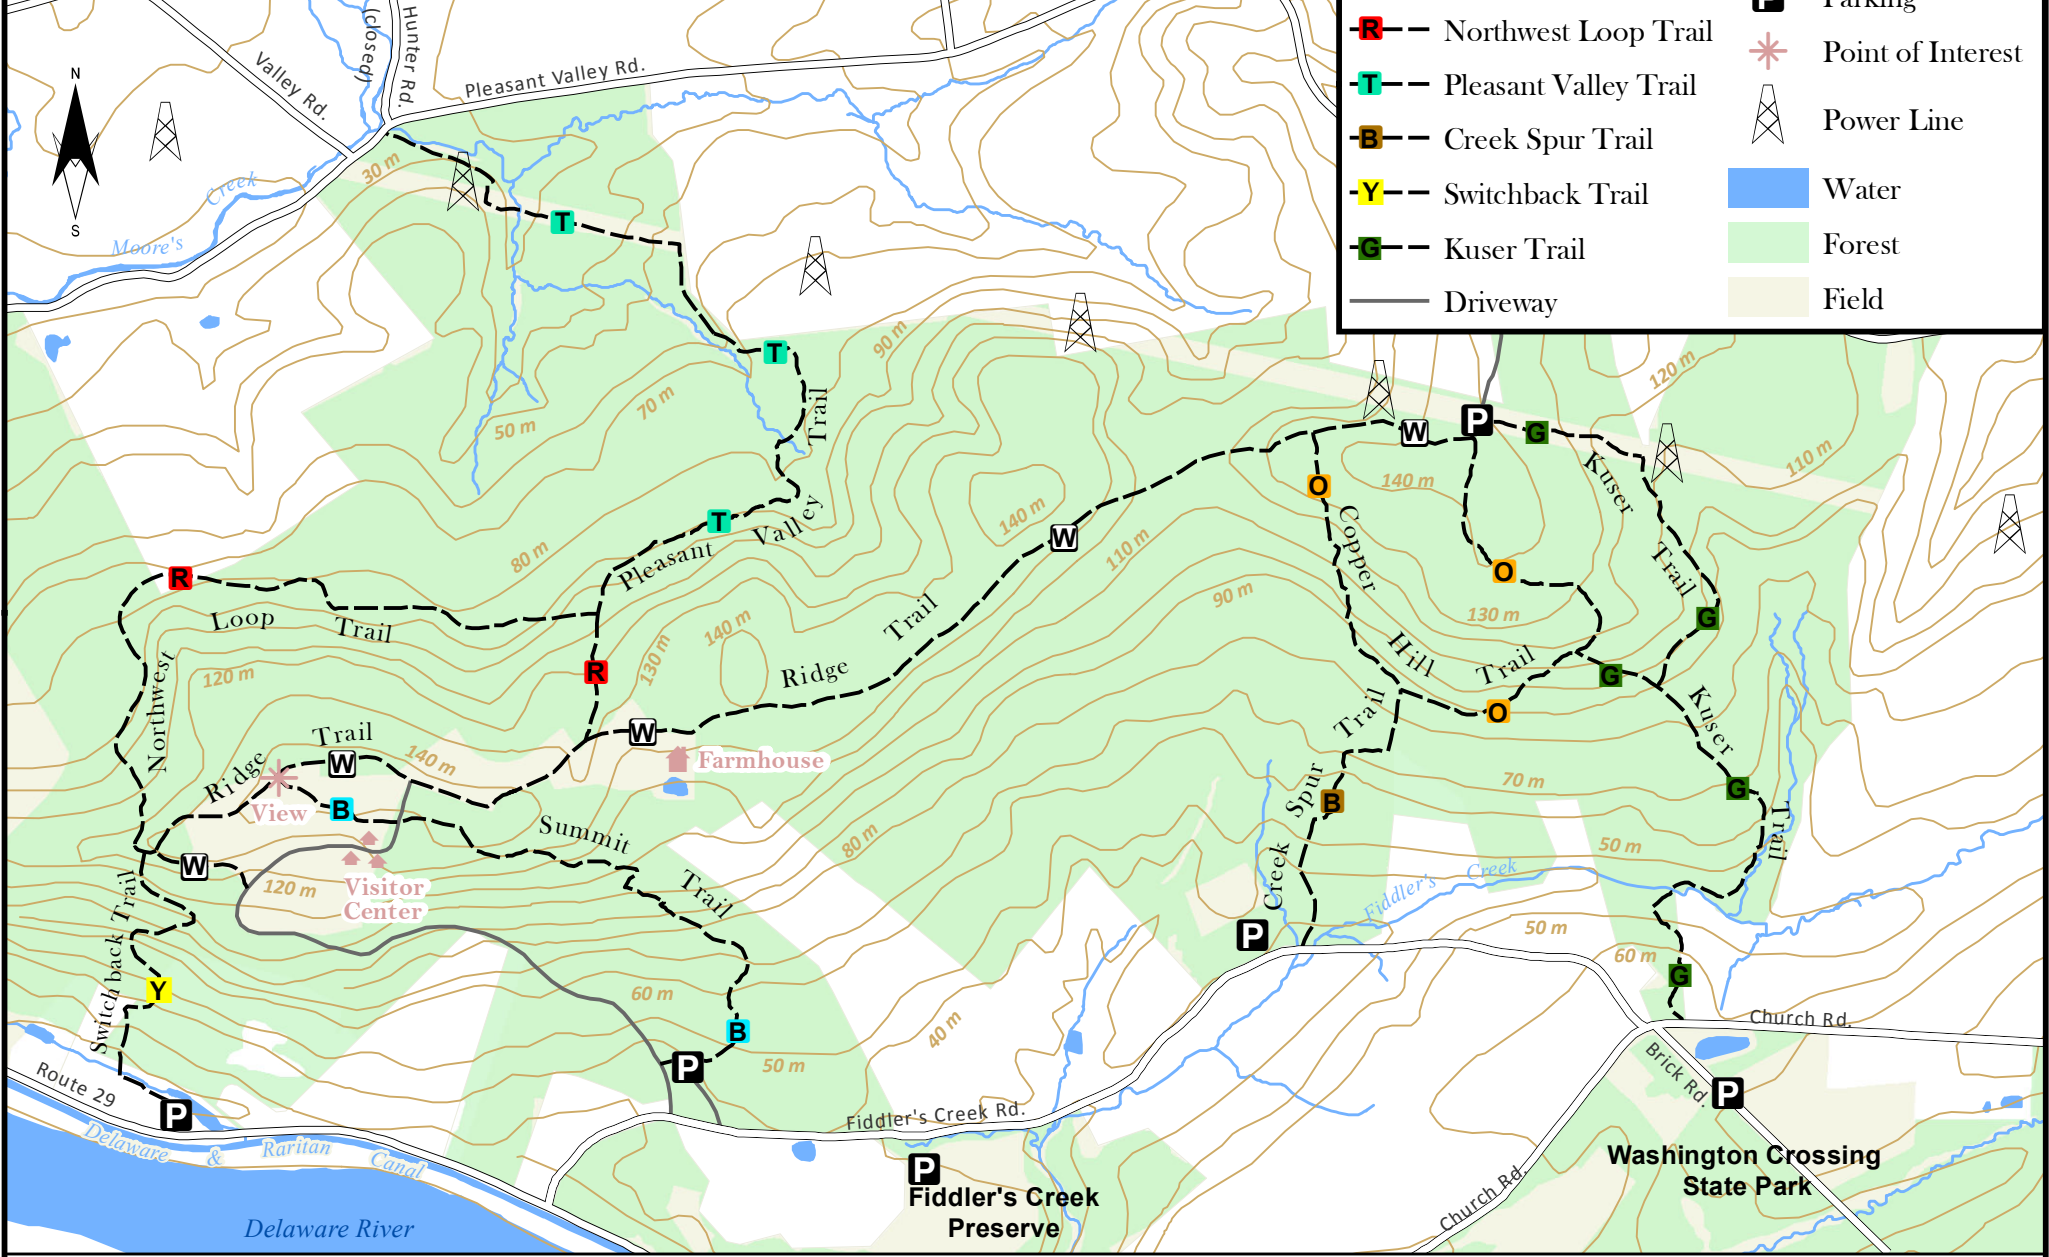 Parking
R Northwest Loop Trail
Point of Interest
T Pleasant Valley Trail
B Creek Spur Trail
Power Line
Y Switchback Trail
Water
G Kuser Trail
Forest
Driveway
Field
N
S
Valley Rd.
(closed)
Hunter Rd.
Pleasant Valley Rd.
Moore's Creek
30 m
T
T
T
Pleasant Valley Trail
90 m
70 m
50 m
80 m
120 m
110 m
140 m
140 m
110 m
90 m
130 m
P
W
G
O
Copper Hill Trail
O
O
Kuser Trail
G
G
Kuser Trail
G
G
R
Northwest Loop Trail
R
120 m
130 m
140 m
W
Ridge Trail
W
Ridge Trail
W
140 m
View
B
Farmhouse
Summit Trail
Visitor Center
W
120 m
80 m
Switchback Trail
Y
B
P
60 m
50 m
40 m
Creek Spur Trail
B
P
70 m
50 m
Fiddler's Creek
50 m
60 m
Church Rd.
Brick Rd.
P
Washington Crossing
State Park
Church Rd.
Fiddler's Creek Rd.
P
Fiddler's Creek
Preserve
Route 29
P
Delaware & Raritan Canal
Delaware River